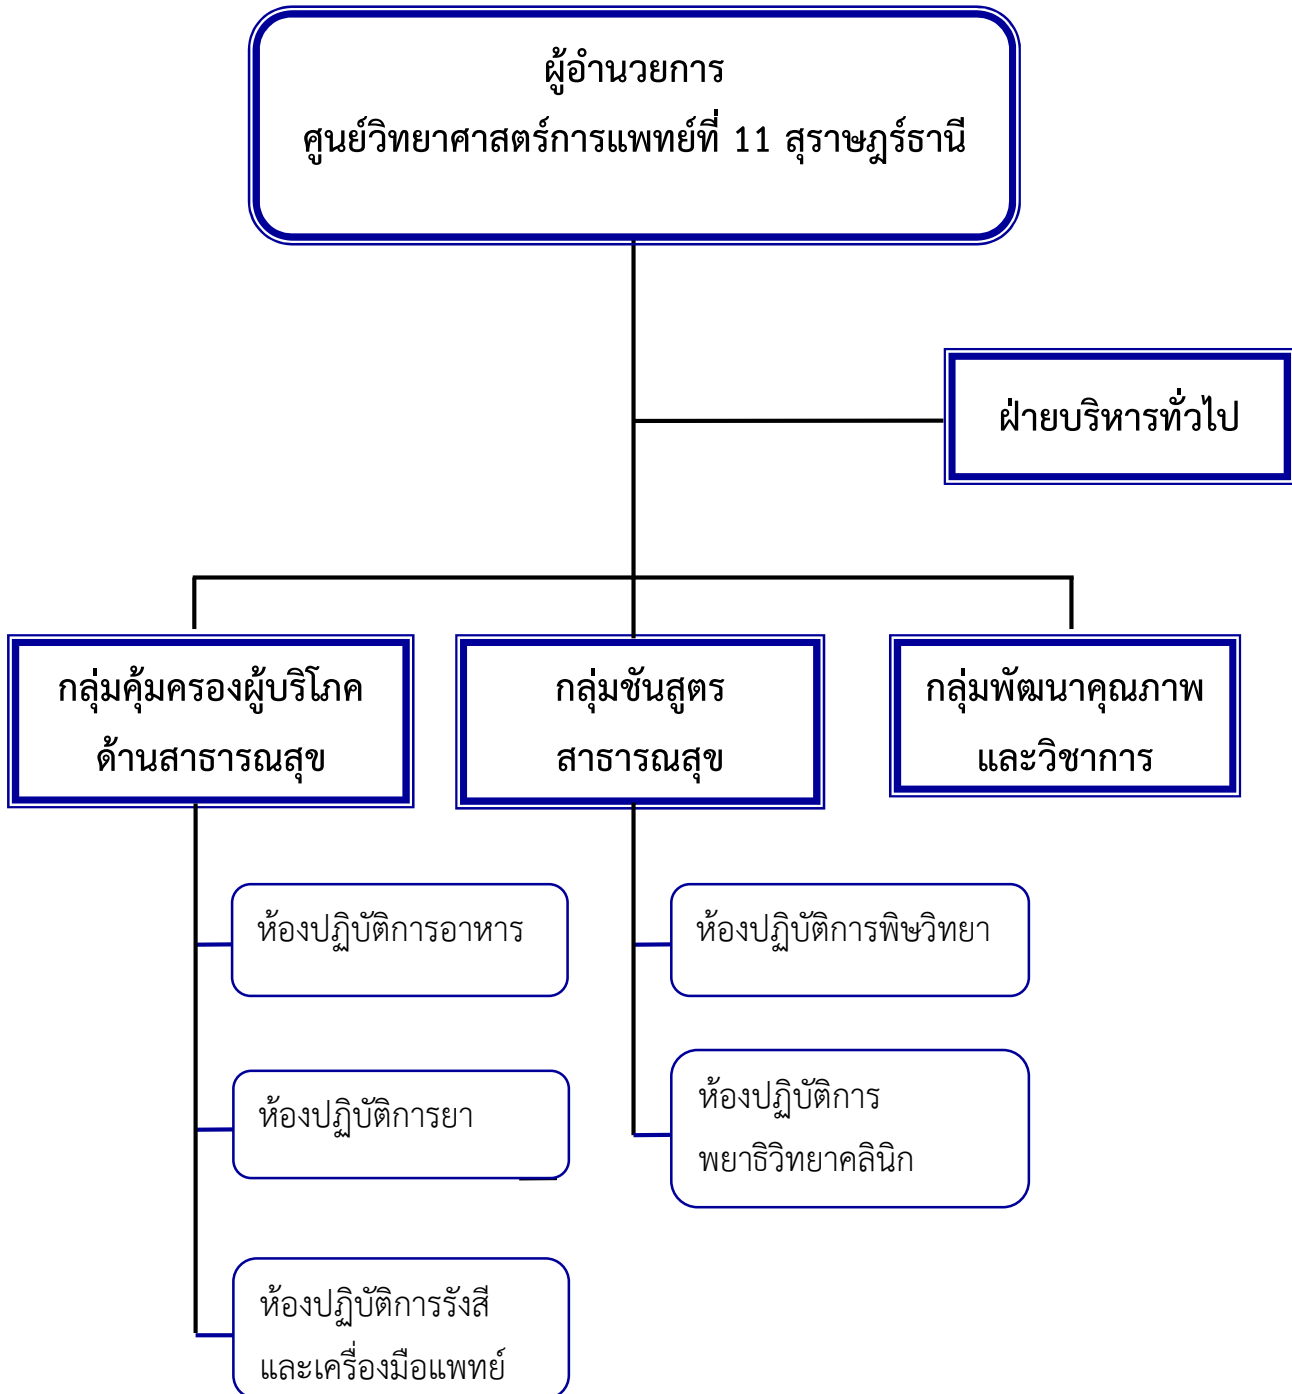 ผู้อำนวยการ
ศูนย์วิทยาศาสตร์การแพทย์ที่ 11 สุราษฎร์ธานี
ฝ่ายบริหารทั่วไป
กลุ่มคุ้มครองผู้บริโภค
ด้านสาธารณสุข
กลุ่มชันสูตร
สาธารณสุข
กลุ่มพัฒนาคุณภาพ
และวิชาการ
ห้องปฏิบัติการอาหาร
ห้องปฏิบัติการยา
ห้องปฏิบัติการรังสี
และเครื่องมือแพทย์
ห้องปฏิบัติการพิษวิทยา
ห้องปฏิบัติการ
พยาธิวิทยาคลินิก